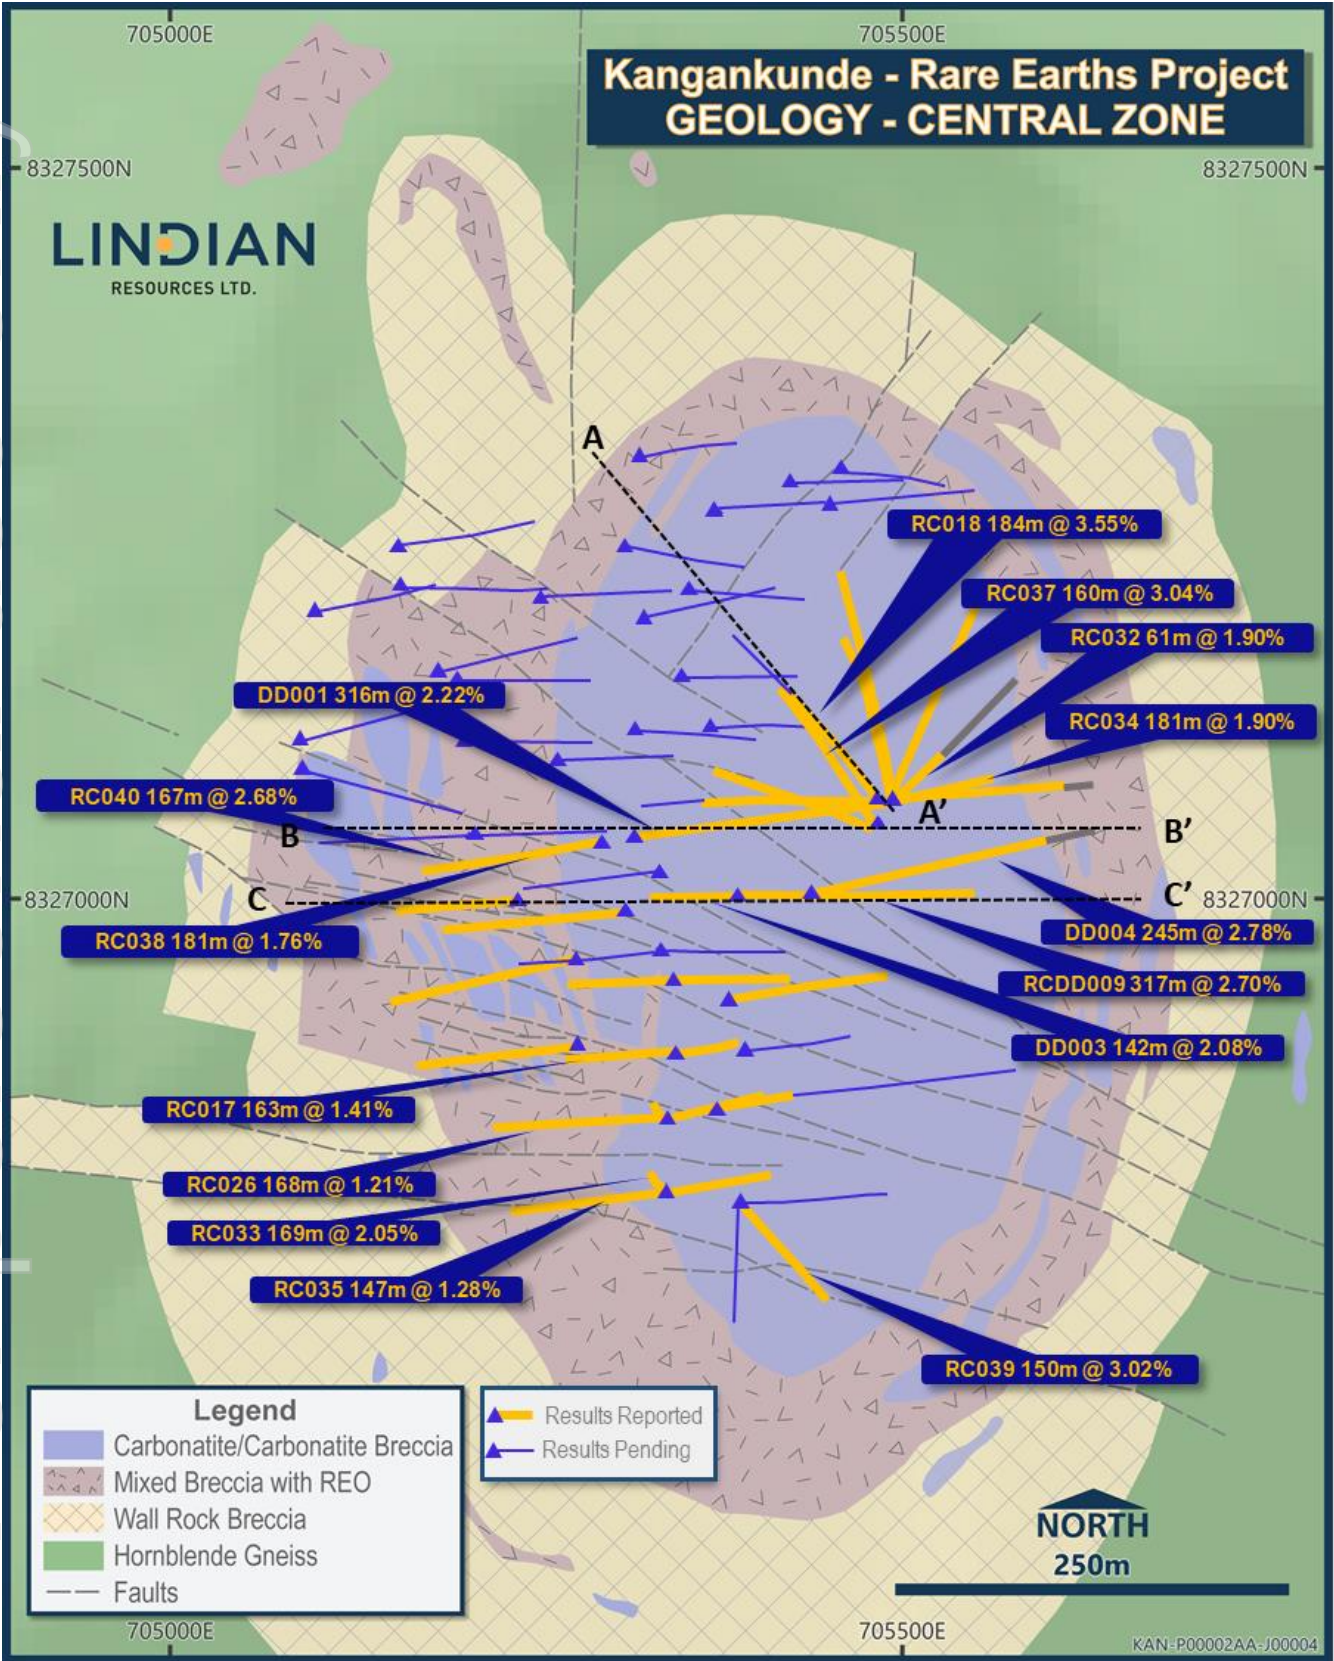 705000E
705500E
Kangankunde - Rare Earths Project
GEOLOGY - CENTRAL ZONE
8327500N
8327500N
LINDIAN
RESOURCES LTD.
A
RC018 184m @ 3.55%
RC037 160m @ 3.04%
RC032 61m @ 1.90%
DD001 316m @ 2.22%
RC034 181m @ 1.90%
RC040 167m @ 2.68%
A'
B
B'
C
C'
8327000N
8327000N
RC038 181m @ 1.76%
DD004 245m @ 2.78%
RCDD009 317m @ 2.70%
DD003 142m @ 2.08%
RC017 163m @ 1.41%
RC026 168m @ 1.21%
RC033 169m @ 2.05%
RC035 147m @ 1.28%
RC039 150m @ 3.02%
Legend
Carbonatite/Carbonatite Breccia
Mixed Breccia with REO
Wall Rock Breccia
Hornblende Gneiss
Faults
Results Reported
Results Pending
NORTH
250m
705000E
705500E
KAN-P00002AA-J00004